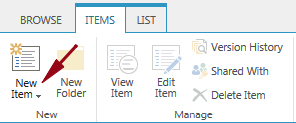 BROWSE ITEMS LIST
New Item
New Folder
View Item
Edit Item
Version History
Shared With
Delete Item
New
Manage